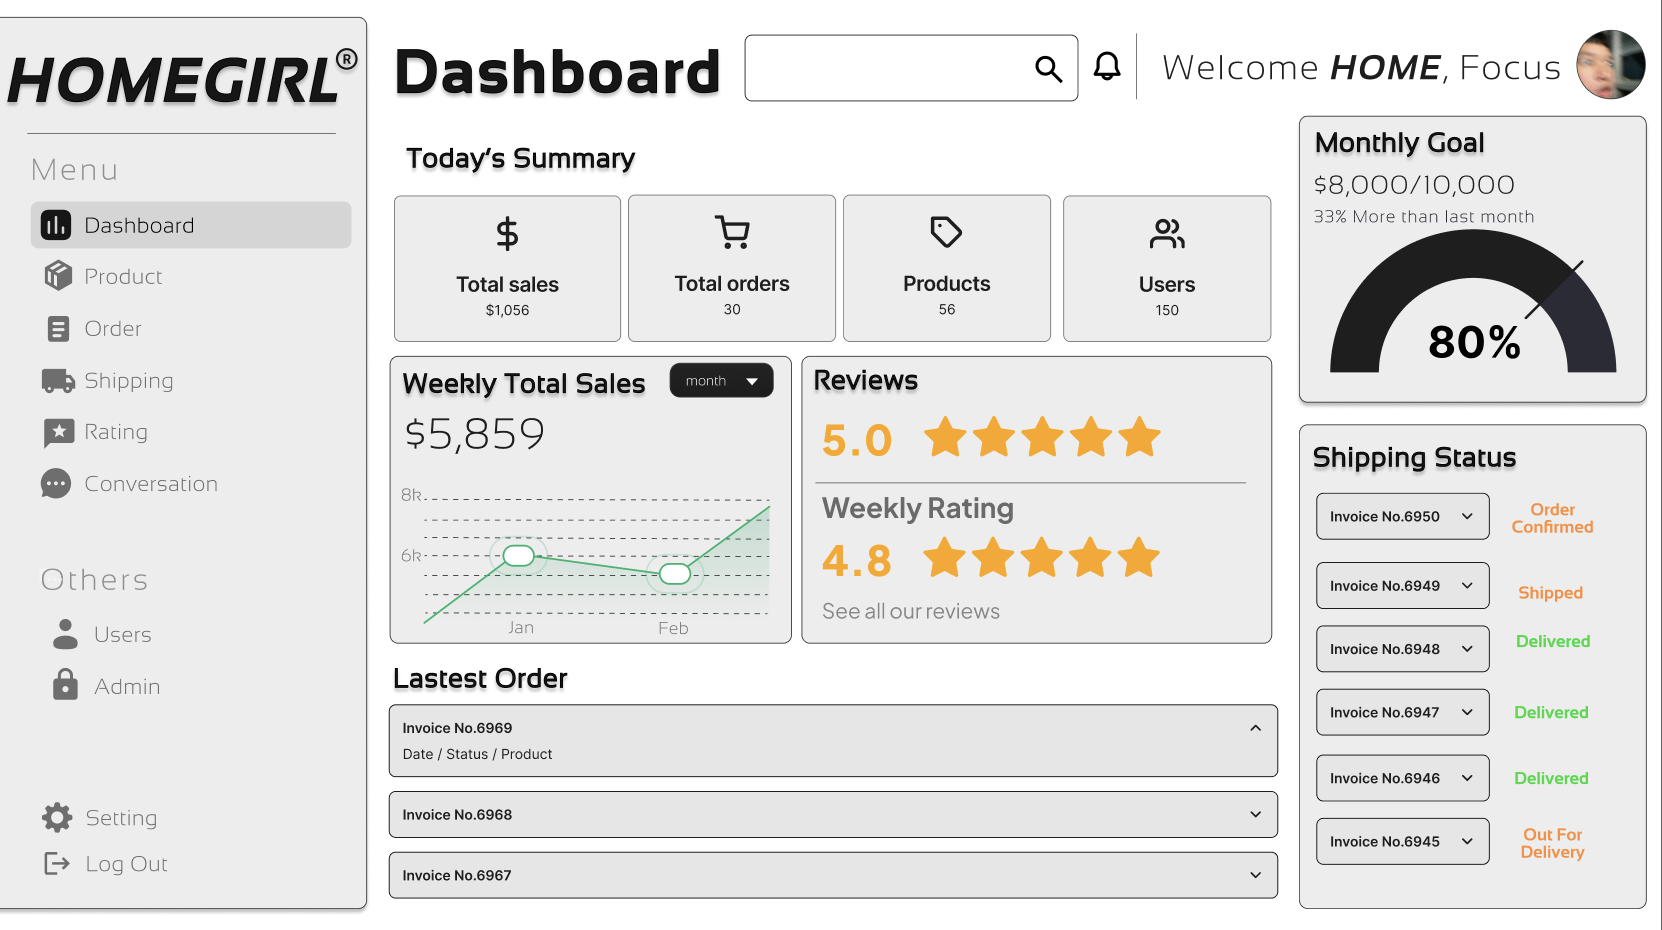 HOMEGIRL®
Menu
Dashboard
Product
Order
Shipping
Rating
Conversation
Others
Users
Admin
Setting
Log Out
Dashboard
Welcome HOME, Focus
Today's Summary
Total sales
$1,056
Total orders
30
Products
56
Users
150
Weekly Total Sales
month
$5,859
8k
6k
Jan
Feb
Reviews
5.0
Weekly Rating
4.8
See all our reviews
Lastest Order
Invoice No.6969
Date / Status / Product
Invoice No.6968
Invoice No.6967
Monthly Goal
$8,000/10,000
33% More than last month
80%
Shipping Status
Invoice No.6950
Order
Confirmed
Invoice No.6949
Shipped
Invoice No.6948
Delivered
Invoice No.6947
Delivered
Invoice No.6946
Delivered
Invoice No.6945
Out For
Delivery